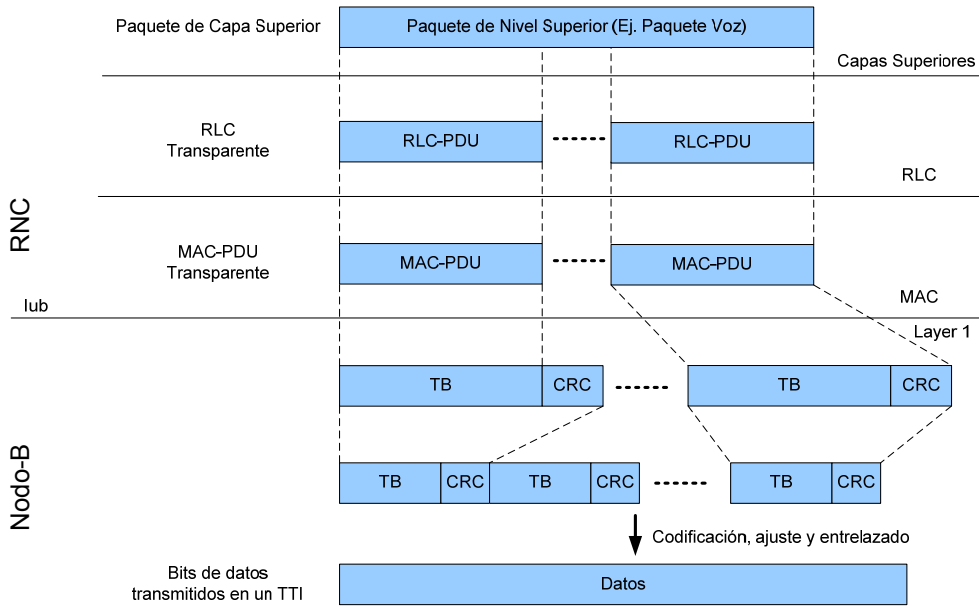 Paquete de Capa Superior
Paquete de Nivel Superior (Ej. Paquete Voz)
Capas Superiores
RLC
Transparente
RLC-PDU
RLC-PDU
RLC
RNC
MAC-PDU
Transparente
MAC-PDU
MAC-PDU
MAC
Iub
Layer 1
TB
CRC
TB
CRC
Nodo-B
TB
CRC
TB
CRC
TB
CRC
Codificación, ajuste y entrelazado
Bits de datos
transmitidos en un TTI
Datos